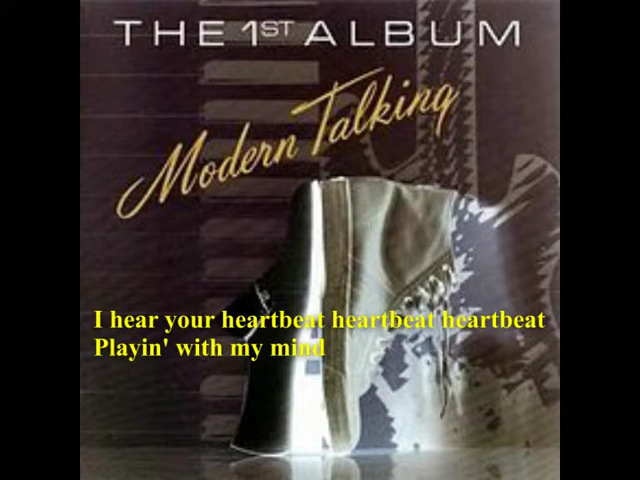 THE 1ST ALBUM
Modern Talking
I hear your heartbeat heartbeat heartbeat
Playin' with my mind